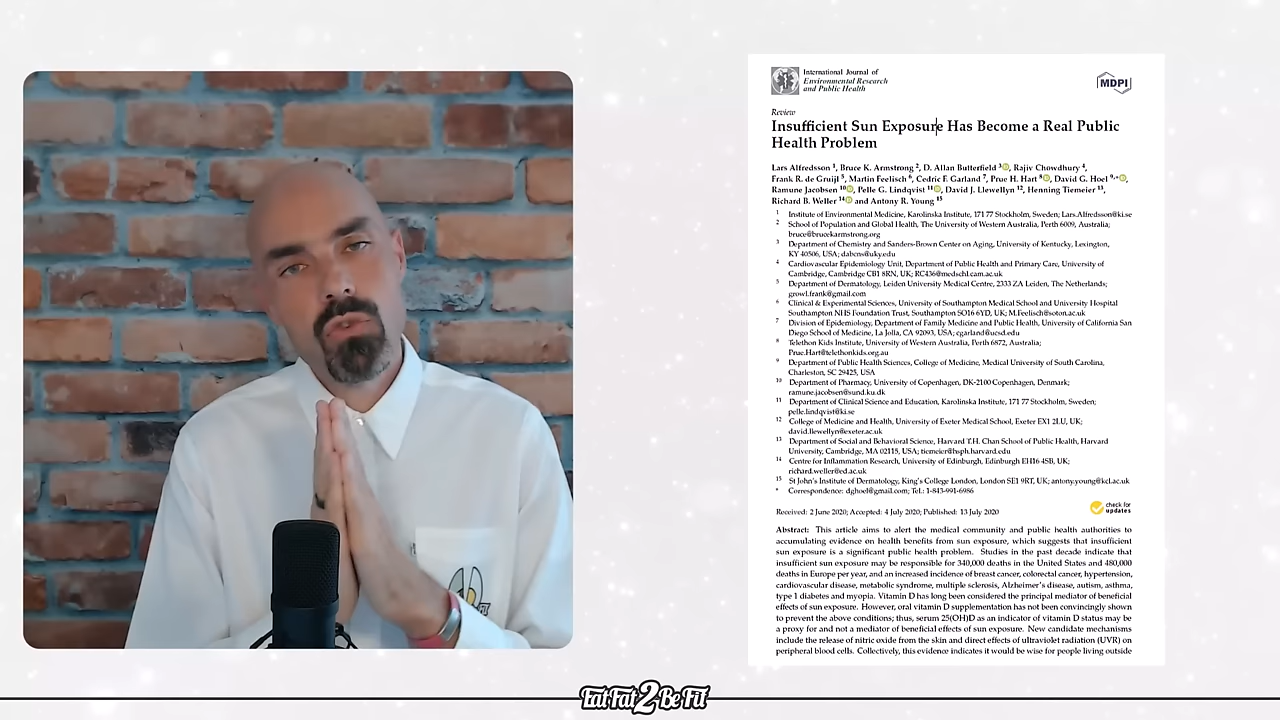 International Journal of
Environmental Research
and Public Health
MDPI
Review
Insufficient Sun Exposure Has Become a Real Public
Health Problem
Lars Alfredsson 1, Bruce K. Armstrong 2, D. Allan Butterfield 3, Rajiv Chowdhury 4,
Frank R. de Gruijl 5, Martin Feelisch 6, Cedric F. Garland 7, Prue H. Hart 8, David G. Hoel 9,*,
Ramune Jacobsen 10, Pelle G. Lindqvist 11, David J. Llewellyn 12, Henning Tiemeier 13,
Richard B. Weller 14 and Antony R. Young 15
1 Institute of Environmental Medicine, Karolinska Institute, 171 77 Stockholm, Sweden; Lars.Alfredsson@ki.se
2 School of Population and Global Health, The University of Western Australia, Perth 6009, Australia;
bruce@brucekarmstrong.org
3 Department of Chemistry and Sanders-Brown Center on Aging, University of Kentucky, Lexington,
KY 40506, USA; dabcns@uky.edu
4 Cardiovascular Epidemiology Unit, Department of Public Health and Primary Care, University of
Cambridge, Cambridge CB1 8RN, UK; RC436@medschl.cam.ac.uk
5 Department of Dermatology, Leiden University Medical Centre, 2333 ZA Leiden, The Netherlands;
growl.frank@gmail.com
6 Clinical & Experimental Sciences, University of Southampton Medical School and University Hospital
Southampton NHS Foundation Trust, Southampton SO16 6YD, UK; M.Feelisch@soton.ac.uk
7 Division of Epidemiology, Department of Family Medicine and Public Health, University of California San
Diego School of Medicine, La Jolla, CA 92093, USA; cgarland@ucsd.edu
8 Telethon Kids Institute, University of Western Australia, Perth 6872, Australia;
Prue.Hart@telethonkids.org.au
9 Department of Public Health Sciences, College of Medicine, Medical University of South Carolina,
Charleston, SC 29425, USA
10 Department of Pharmacy, University of Copenhagen, DK-2100 Copenhagen, Denmark;
ramune.jacobsen@sund.ku.dk
11 Department of Clinical Science and Education, Karolinska Institute, 171 77 Stockholm, Sweden;
pelle.lindqvist@ki.se
12 College of Medicine and Health, University of Exeter Medical School, Exeter EX1 2LU, UK;
david.llewellyn@exeter.ac.uk
13 Department of Social and Behavioral Science, Harvard T.H. Chan School of Public Health, Harvard
University, Cambridge, MA 02115, USA; tiemeier@hsph.harvard.edu
14 Centre for Inflammation Research, University of Edinburgh, Edinburgh EH16 4SB, UK;
richard.weller@ed.ac.uk
15 St John's Institute of Dermatology, King's College London, London SE1 9RT, UK; antony.young@kcl.ac.uk
* Correspondence: dghoel@gmail.com; Tel.: 1-843-991-6986
Received: 2 June 2020; Accepted: 4 July 2020; Published: 13 July 2020
check for
updates
Abstract: This article aims to alert the medical community and public health authorities to
accumulating evidence on health benefits from sun exposure, which suggests that insufficient
sun exposure is a significant public health problem. Studies in the past decade indicate that
insufficient sun exposure may be responsible for 340,000 deaths in the United States and 480,000
deaths in Europe per year, and an increased incidence of breast cancer, colorectal cancer, hypertension,
cardiovascular disease, metabolic syndrome, multiple sclerosis, Alzheimer's disease, autism, asthma,
type 1 diabetes and myopia. Vitamin D has long been considered the principal mediator of beneficial
effects of sun exposure. However, oral vitamin D supplementation has not been convincingly shown
to prevent the above conditions; thus, serum 25(OH)D as an indicator of vitamin D status may be
a proxy for and not a mediator of beneficial effects of sun exposure. New candidate mechanisms
include the release of nitric oxide from the skin and direct effects of ultraviolet radiation (UVR) on
peripheral blood cells. Collectively, this evidence indicates it would be wise for people living outside
Eat Fat 2 Be Fit